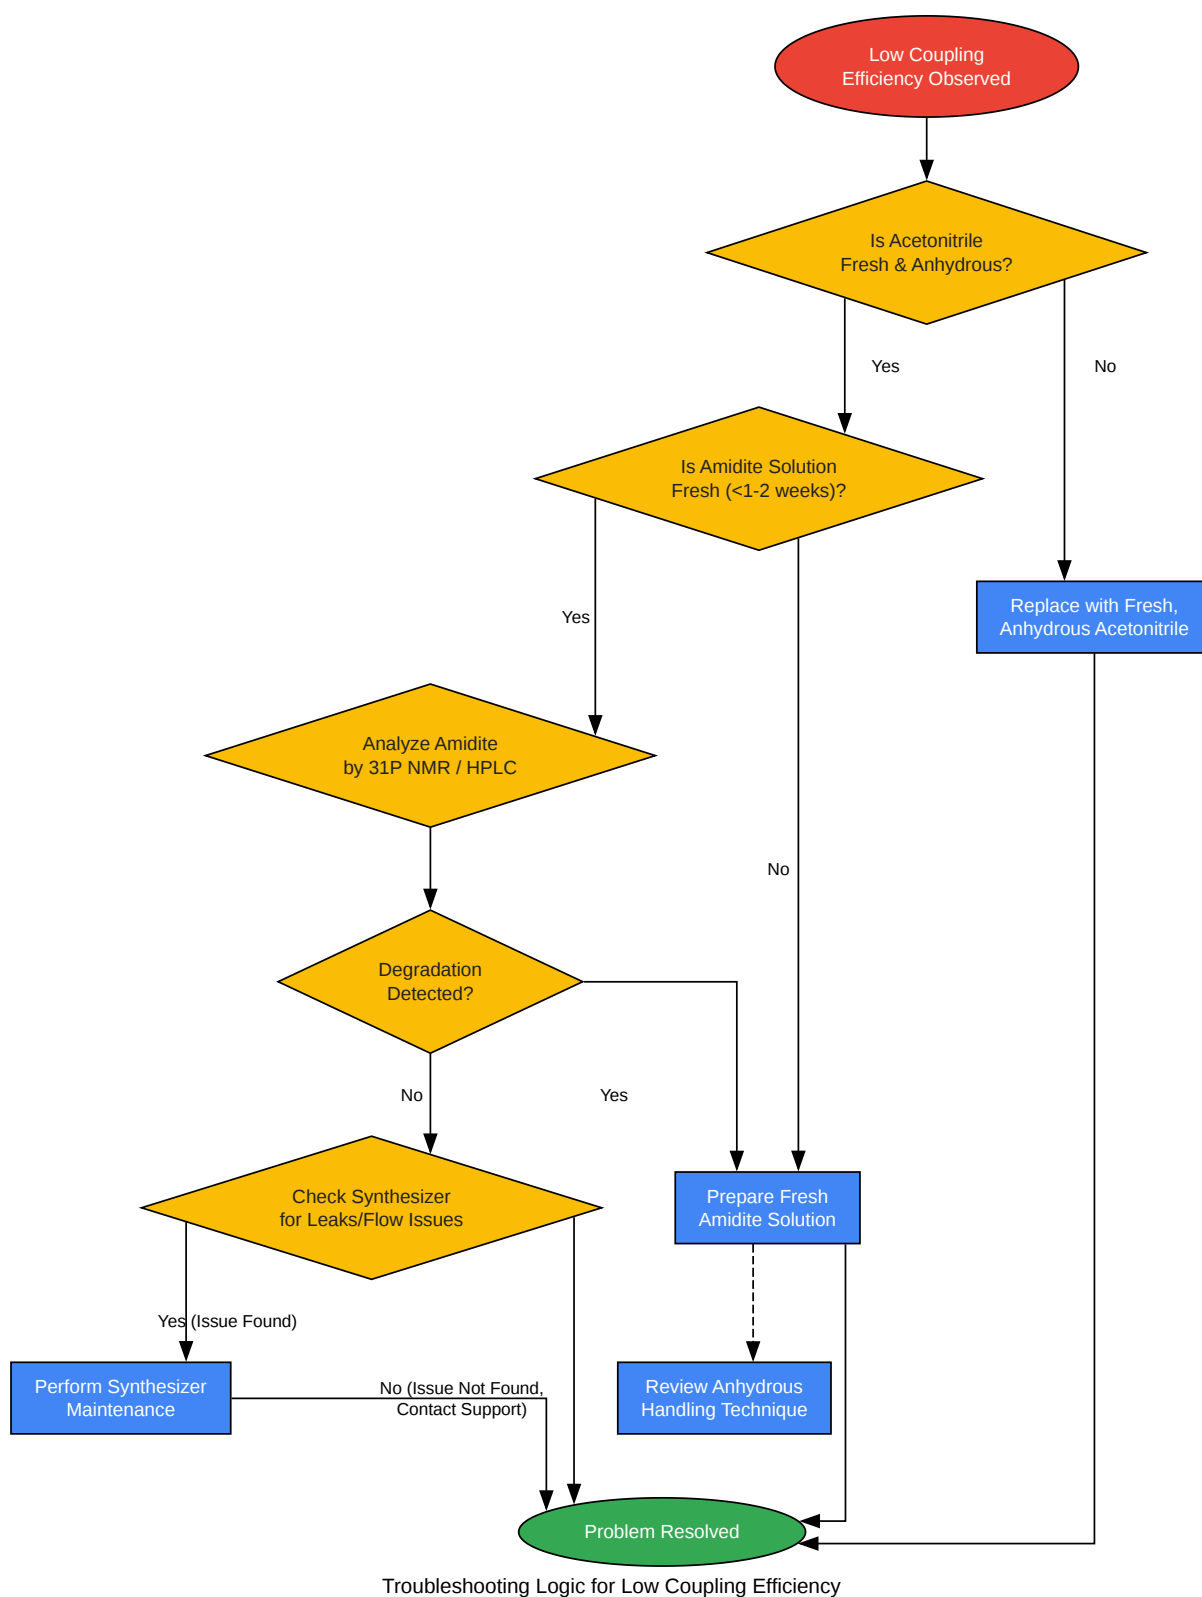 Low Coupling
Efficiency Observed
Is Acetonitrile
Fresh & Anhydrous?
Yes
No
Is Amidite Solution
Fresh (<1-2 weeks)?
Yes
Replace with Fresh,
Anhydrous Acetonitrile
Analyze Amidite
by 31P NMR / HPLC
No
Degradation
Detected?
No
Yes
Check Synthesizer
for Leaks/Flow Issues
Prepare Fresh
Amidite Solution
Yes (Issue Found)
Perform Synthesizer
Maintenance
No (Issue Not Found,
Contact Support)
Review Anhydrous
Handling Technique
Problem Resolved
Troubleshooting Logic for Low Coupling Efficiency